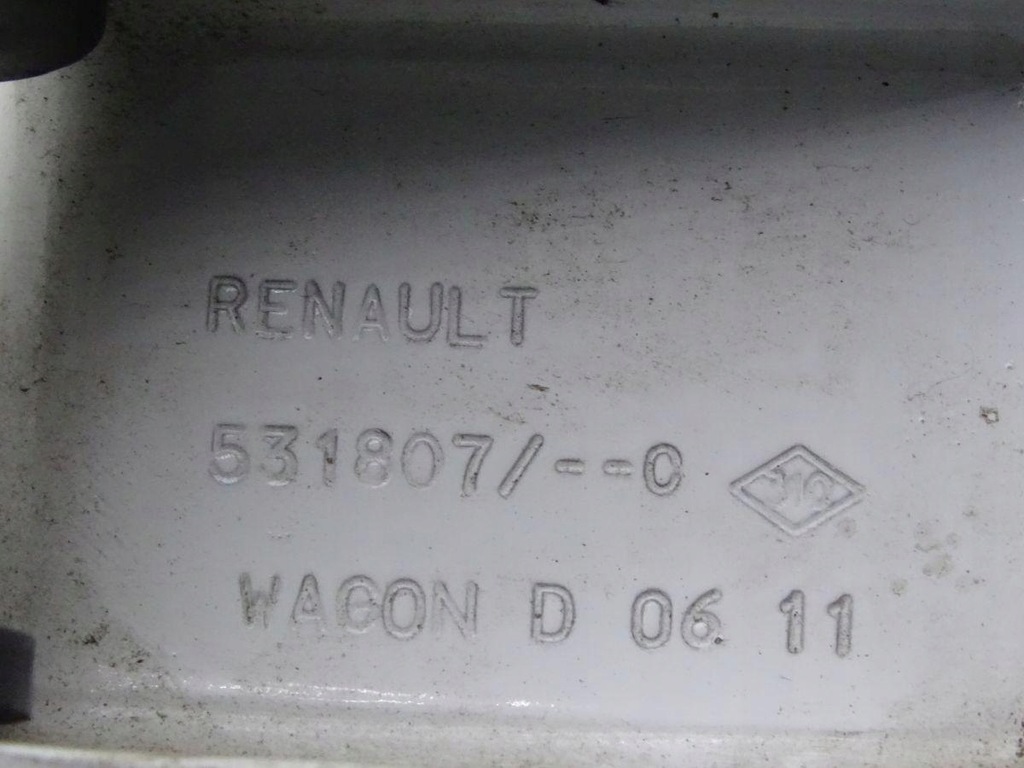 RENAULT
531807/--C
WAGON D 06 11